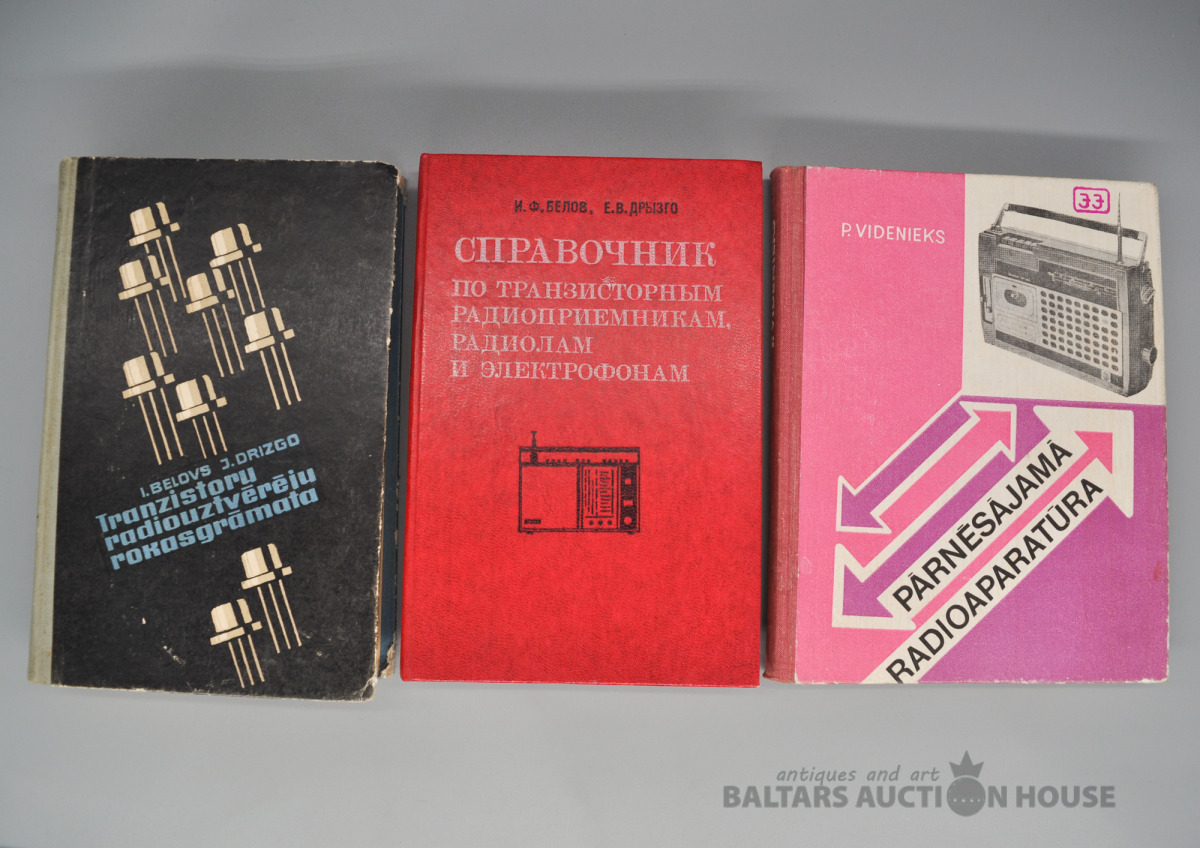 I. BELOVS J. DRIZGO
Tranzistoru
radiouztvērēju
rokasgrāmata
И. Ф. БЕЛОВ, Е. В. ДРЫЗГО
СПРАВОЧНИК
ПО ТРАНЗИСТОРНЫМ
РАДИОПРИЕМНИКАМ,
РАДИОЛАМ
И ЭЛЕКТРОФОНАМ
P. VIDENIEKS
PĀRNĒSĀJAMĀ
RADIOAPARATŪRA
antiques and art
BALTARS AUCTION HOUSE